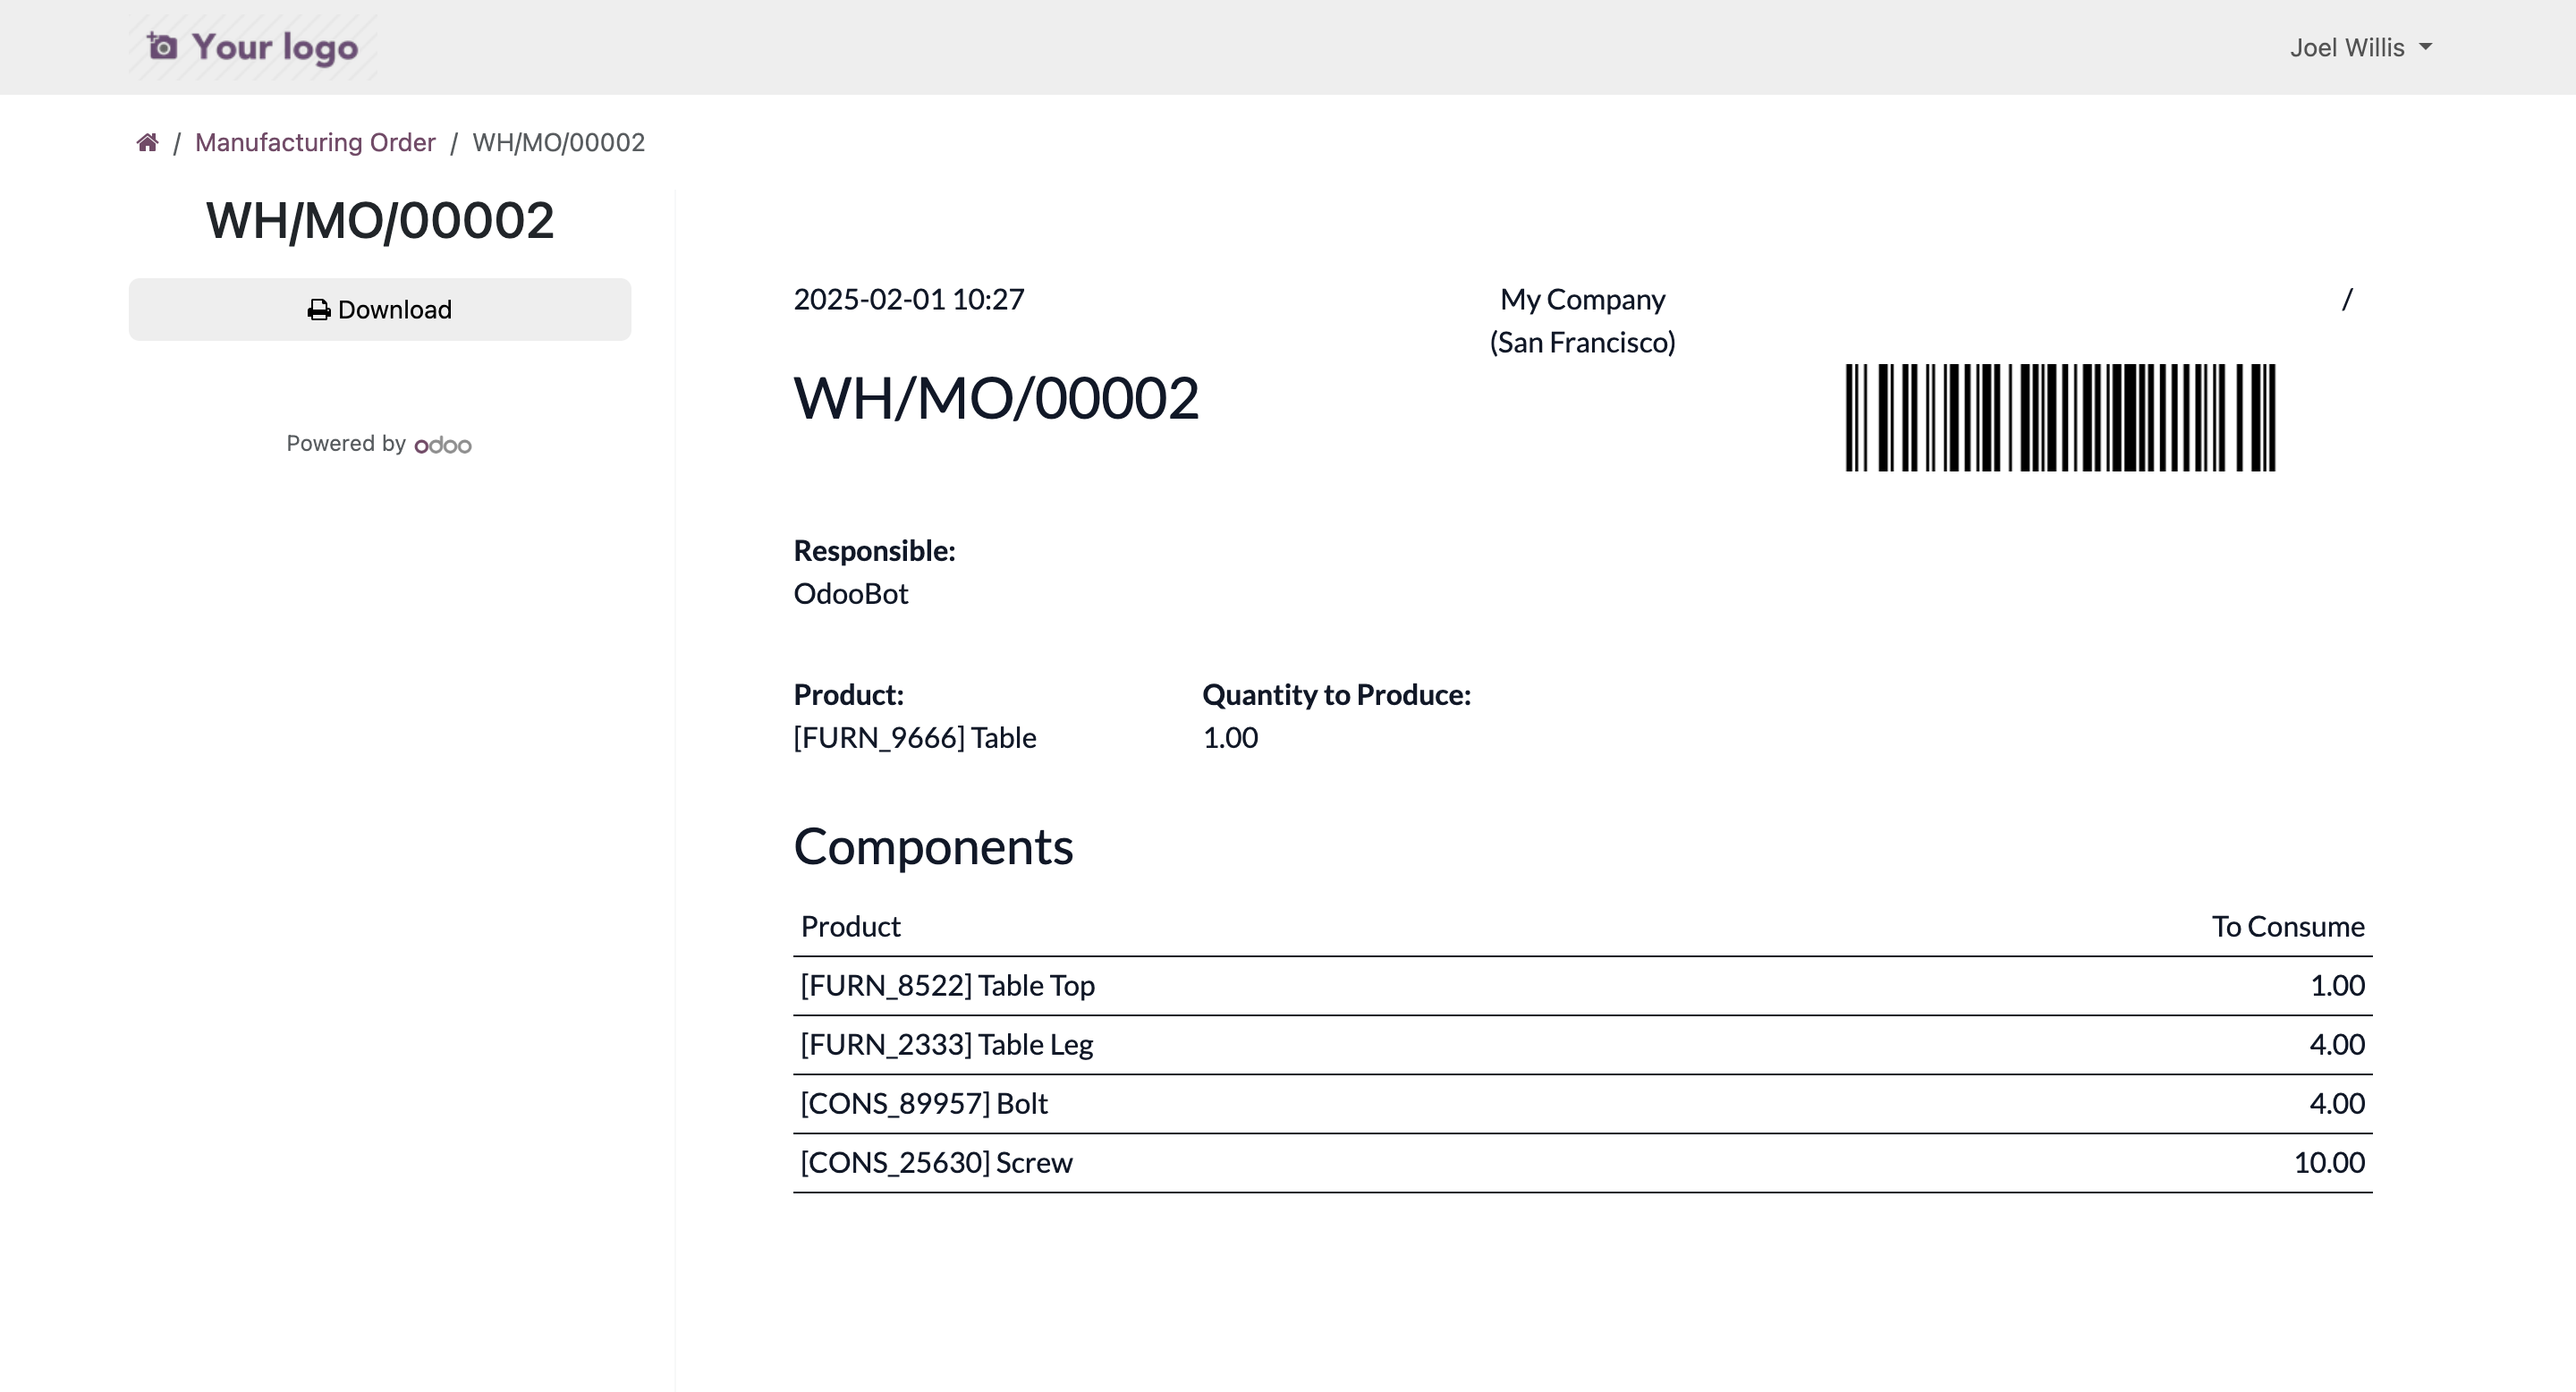 Your logo
Joel Willis
/ Manufacturing Order / WH/MO/00002
WH/MO/00002
Download
Powered by odoo
2025-02-01 10:27
My Company
(San Francisco)
/
WH/MO/00002
Responsible:
OdooBot
Product:
[FURN_9666] Table
Quantity to Produce:
1.00
Components
Product To Consume
[FURN_8522] Table Top 1.00
[FURN_2333] Table Leg 4.00
[CONS_89957] Bolt 4.00
[CONS_25630] Screw 10.00